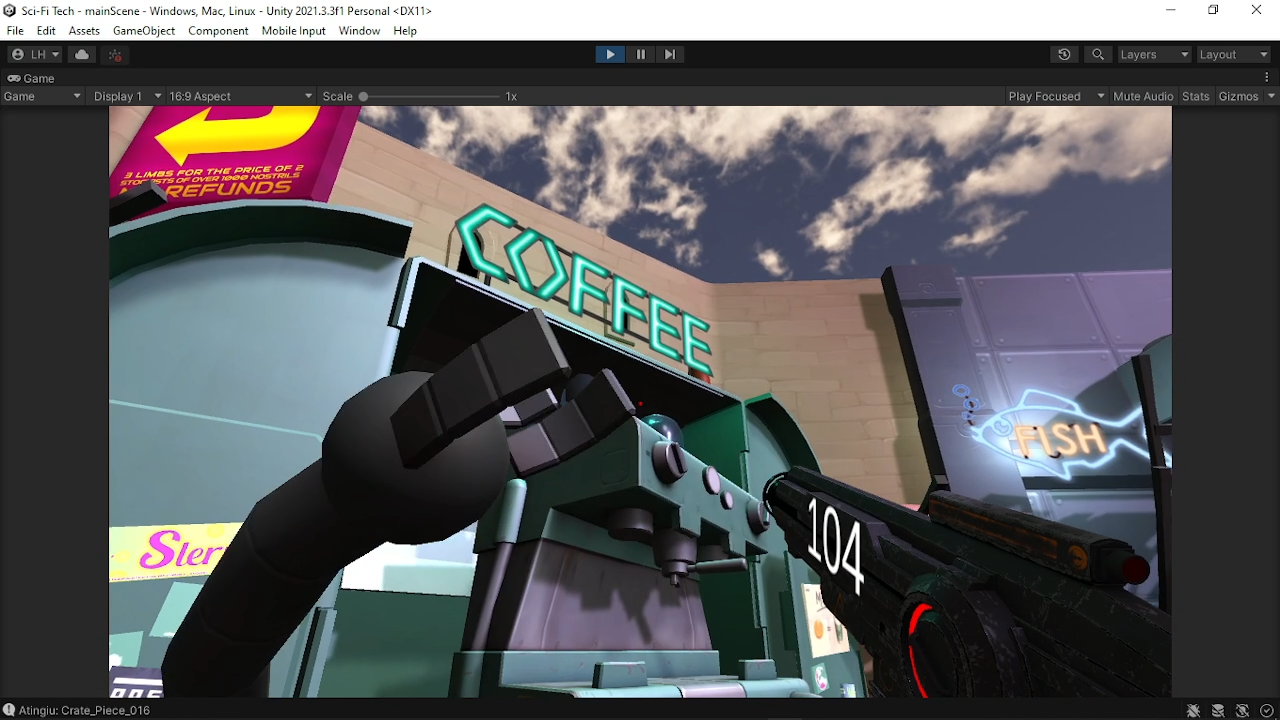 Sci-Fi Tech - mainScene - Windows, Mac, Linux - Unity 2021.3.3f1 Personal <DX11>
File Edit Assets GameObject Component Mobile Input Window Help
LH Layers Layout
Game
Game Display 1 16:9 Aspect Scale 1x Play Focused Mute Audio Stats Gizmos
3 LIMBS FOR THE PRICE OF 2
OF OVER 1000 NOSTRILS
REFUNDS
COFFEE
FISH
104
Atingiu: Crate_Piece_016